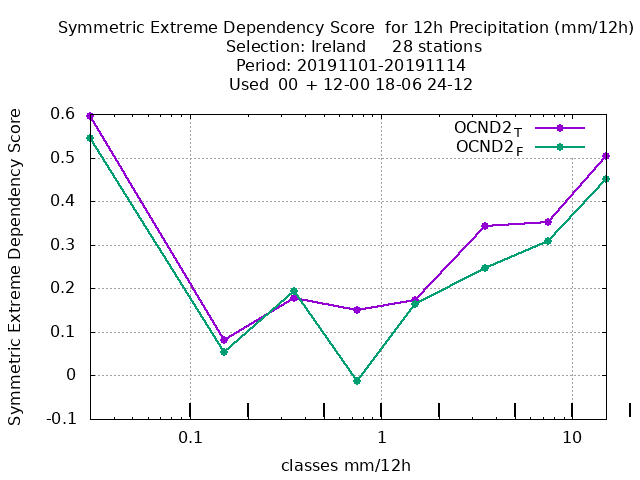 Symmetric Extreme Dependency Score  for 12h Precipitation (mm/12h)
Selection: Ireland     28 stations
Period: 20191101-20191114
Used  00  + 12-00 18-06 24-12
Symmetric Extreme Dependency Score
0.6
0.5
0.4
0.3
0.2
0.1
0
-0.1
OCND2T
OCND2F
0.1
1
10
classes mm/12h